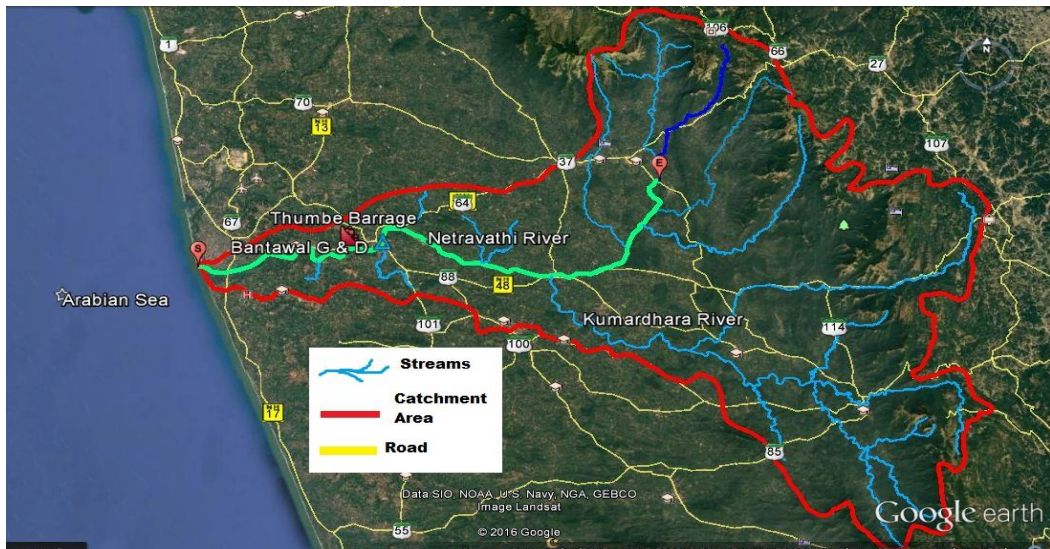 106
66
N
1
27
70
NH
13
107
37
E
64
67
Thumbe Barrage
S
Bantawal G & D
Netravathi River
88
48
Arabian Sea
Kumardhara River
101
114
100
Streams
Catchment
Area
NH
17
Road
85
Data SIO, NOAA, U.S. Navy, NGA, GEBCO
Image Landsat
Google earth
© 2016 Google
55